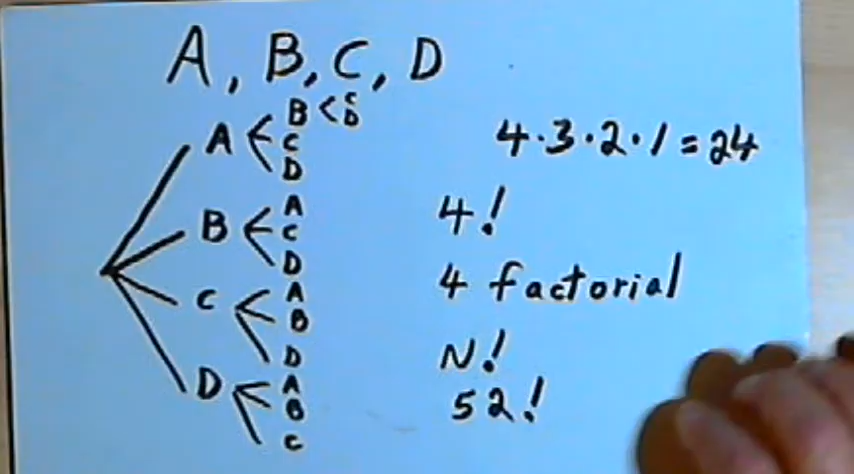 A, B, C, D
A < B < C
D
C
D
4·3·2·1 = 24
B < A
C
D
4!
C < A
B
D
4 factorial
D < A
B
C
N!
52!